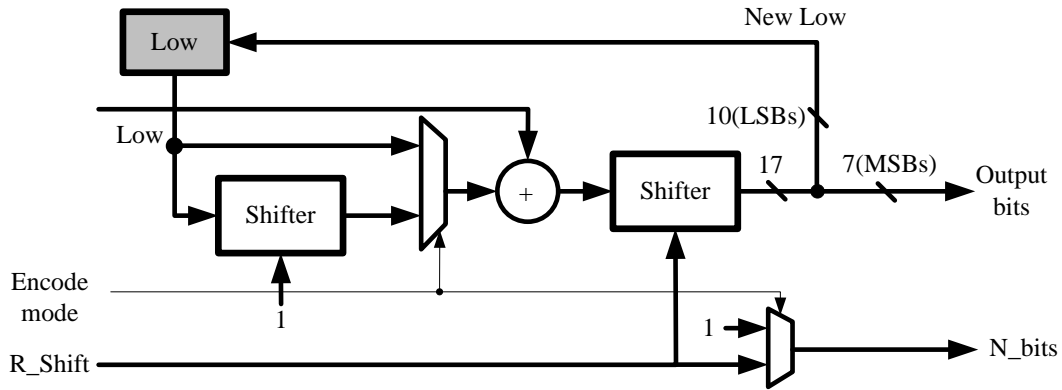 New Low
Low
10(LSBs)
Low
17
7(MSBs)
+
Shifter
Output
bits
Shifter
Encode
mode
1
1
R_Shift
N_bits